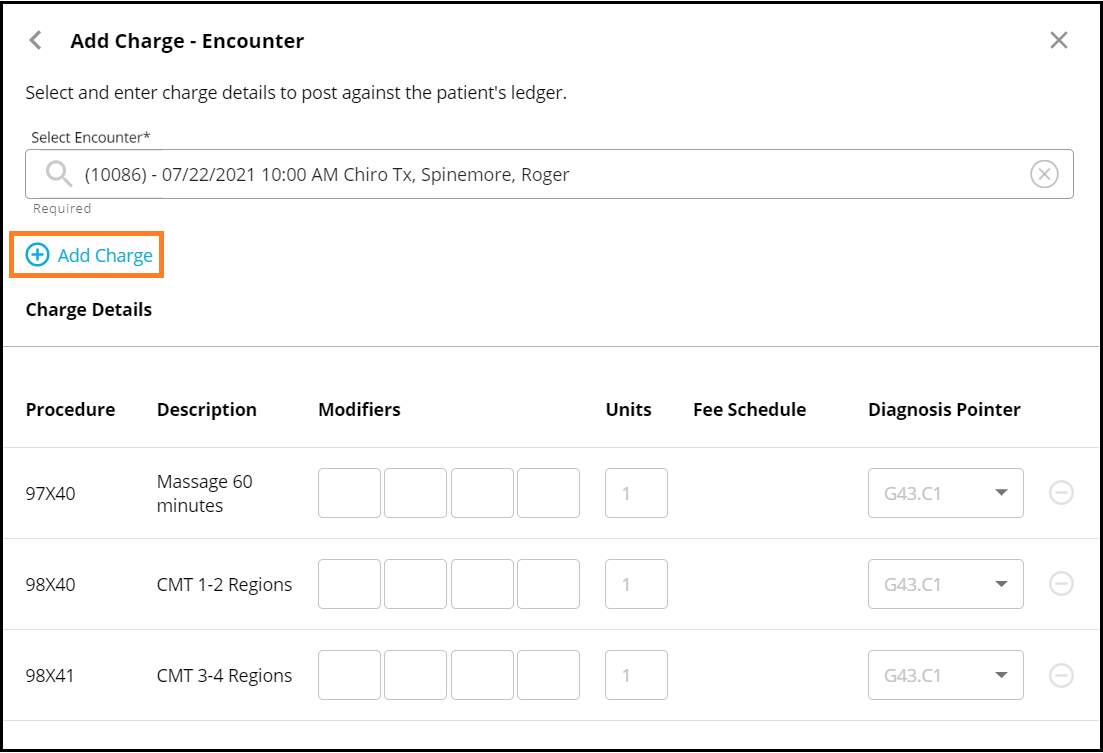 Add Charge - Encounter
Select and enter charge details to post against the patient's ledger.
Select Encounter*
(10086) - 07/22/2021 10:00 AM Chiro Tx, Spinemore, Roger
Required
Add Charge
Charge Details
Procedure Description Modifiers Units Fee Schedule Diagnosis Pointer
97X40 Massage 60 minutes 1 G43.C1
98X40 CMT 1-2 Regions 1 G43.C1
98X41 CMT 3-4 Regions 1 G43.C1